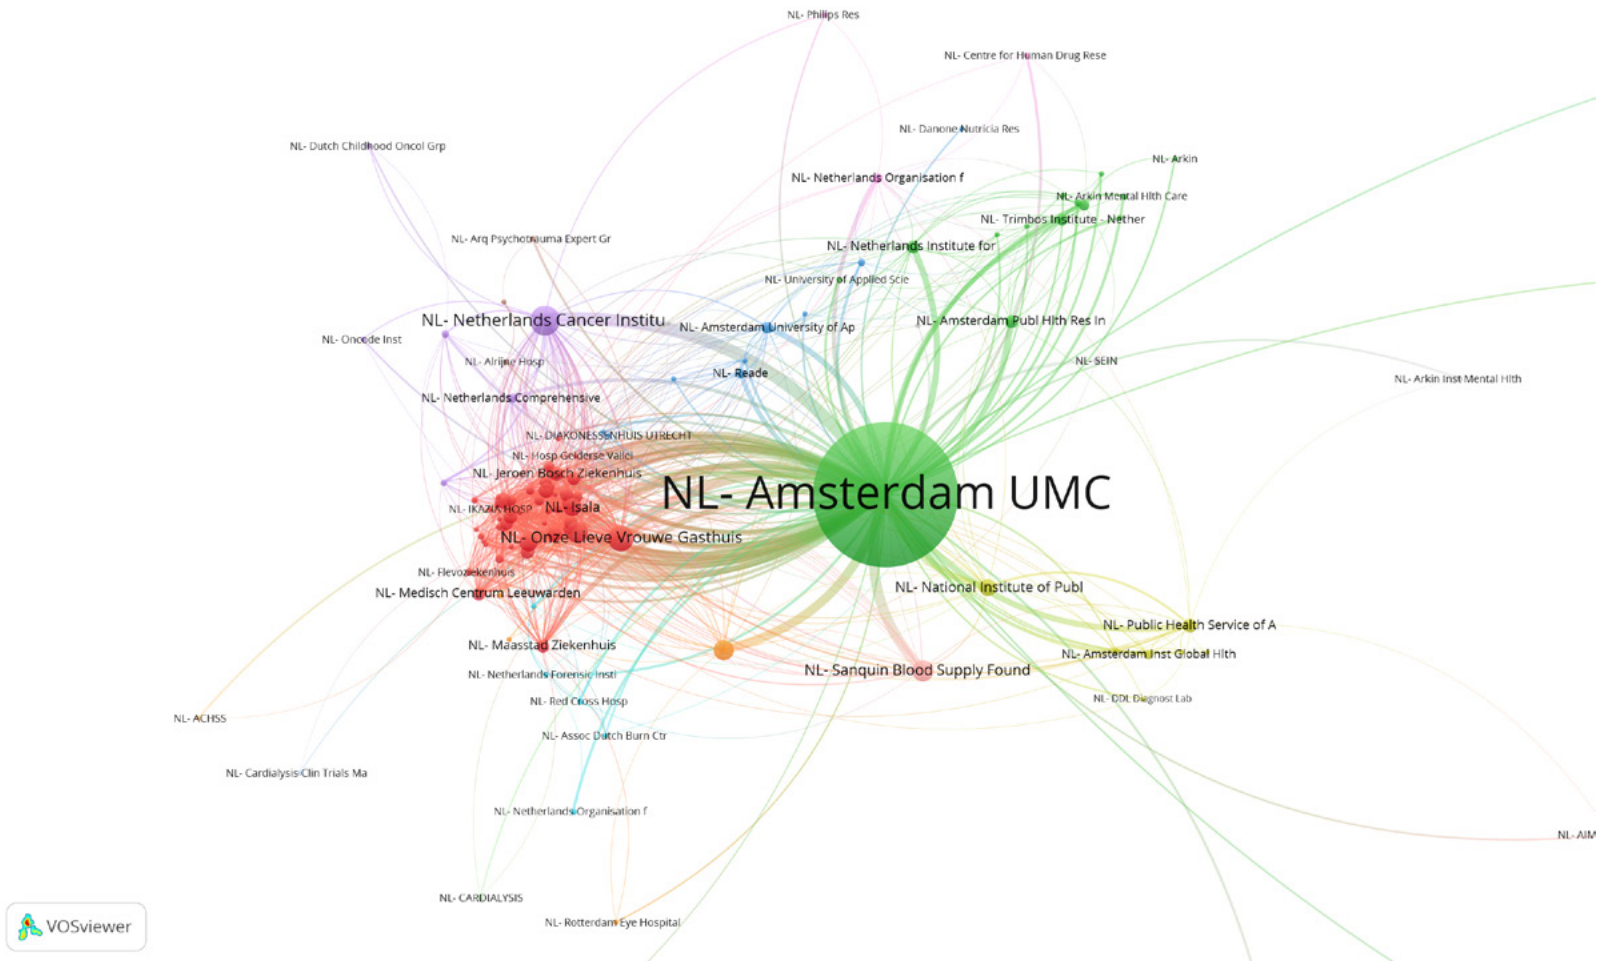 NL- Philips Res
NL- Centre for Human Drug Rese
NL- Danone Nutricia Res
NL- Dutch Childhood Oncol Grp
NL- Arkin
NL- Netherlands Organisation f
NL- Arkin Mental Hlth Care
NL- Trimbos Institute - Nether
NL- Arq Psychotrauma Expert Gr
NL- Netherlands Institute for
NL- University of Applied Scie
NL- Netherlands Cancer Institu
NL- Amsterdam University of Ap
NL- Amsterdam Publ Hlth Res In
NL- Oncode Inst
NL- Alrijne Hosp
NL- SEIN
NL- Reade
NL- Arkin Inst Mental Hlth
NL- Netherlands Comprehensive
NL- DIAKONESSENHUIS UTRECHT
NL- Hosp Gelderse Vallei
NL- Jeroen Bosch Ziekenhuis
NL- Amsterdam UMC
NL- IKAZIA HOSP
NL- Isala
NL- Onze Lieve Vrouwe Gasthuis
NL- Flevoziekenhuis
NL- National Institute of Publ
NL- Medisch Centrum Leeuwarden
NL- Public Health Service of A
NL- Maasstad Ziekenhuis
NL- Amsterdam Inst Global Hlth
NL- Sanquin Blood Supply Found
NL- Netherlands Forensic Insti
NL- DDL Diagnost Lab
NL- Red Cross Hosp
NL- ACHSS
NL- Assoc Dutch Burn Ctr
NL- Cardialysis Clin Trials Ma
NL- Netherlands Organisation f
NL- AIM
NL- CARDIALYSIS
NL- Rotterdam Eye Hospital
VOSviewer